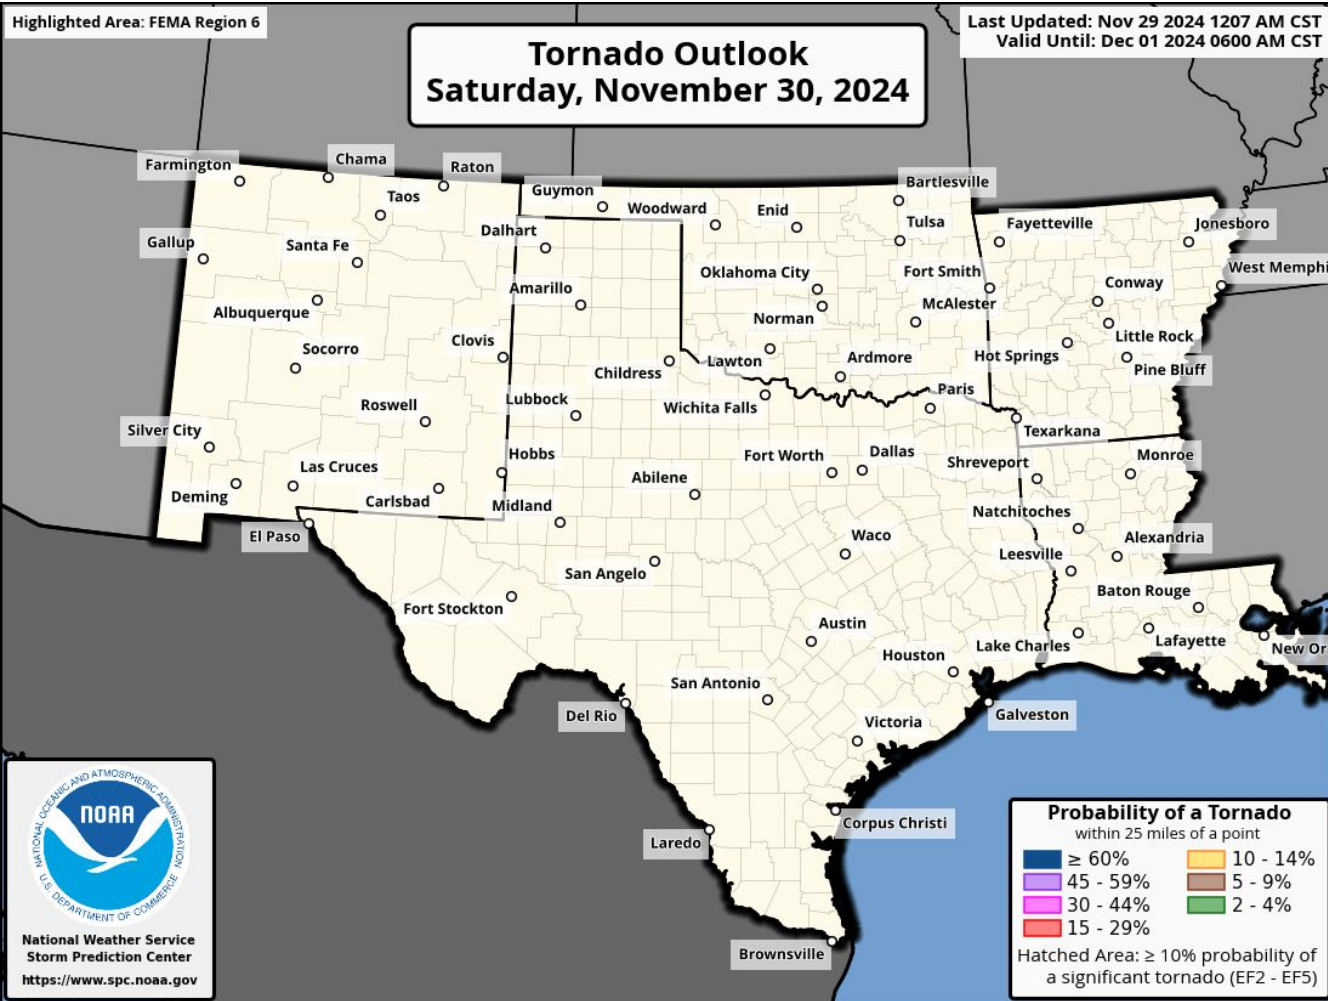 Highlighted Area: FEMA Region 6
Last Updated: Nov 29 2024 1207 AM CST
Valid Until: Dec 01 2024 0600 AM CST
Tornado Outlook
Saturday, November 30, 2024
Farmington
Chama
Raton
Taos
Guymon
Woodward
Enid
Bartlesville
Tulsa
Fayetteville
Jonesboro
Gallup
Santa Fe
Dalhart
Oklahoma City
Fort Smith
West Memphi
Amarillo
Conway
Albuquerque
Norman
McAlester
Socorro
Clovis
Little Rock
Childress
Lawton
Ardmore
Hot Springs
Pine Bluff
Roswell
Lubbock
Wichita Falls
Paris
Silver City
Texarkana
Las Cruces
Hobbs
Abilene
Fort Worth
Dallas
Shreveport
Monroe
Deming
Carlsbad
Midland
Natchitoches
El Paso
Waco
Leesville
Alexandria
San Angelo
Baton Rouge
Fort Stockton
Austin
Houston
Lake Charles
Lafayette
New Or
San Antonio
Del Rio
Victoria
Galveston
Laredo
Corpus Christi
Brownsville
NATIONAL OCEANIC AND ATMOSPHERIC ADMINISTRATION
NOAA
U.S. DEPARTMENT OF COMMERCE
National Weather Service
Storm Prediction Center
https://www.spc.noaa.gov
Probability of a Tornado
within 25 miles of a point
≥ 60%
10 - 14%
45 - 59%
5 - 9%
30 - 44%
2 - 4%
15 - 29%
Hatched Area: ≥ 10% probability of
a significant tornado (EF2 - EF5)